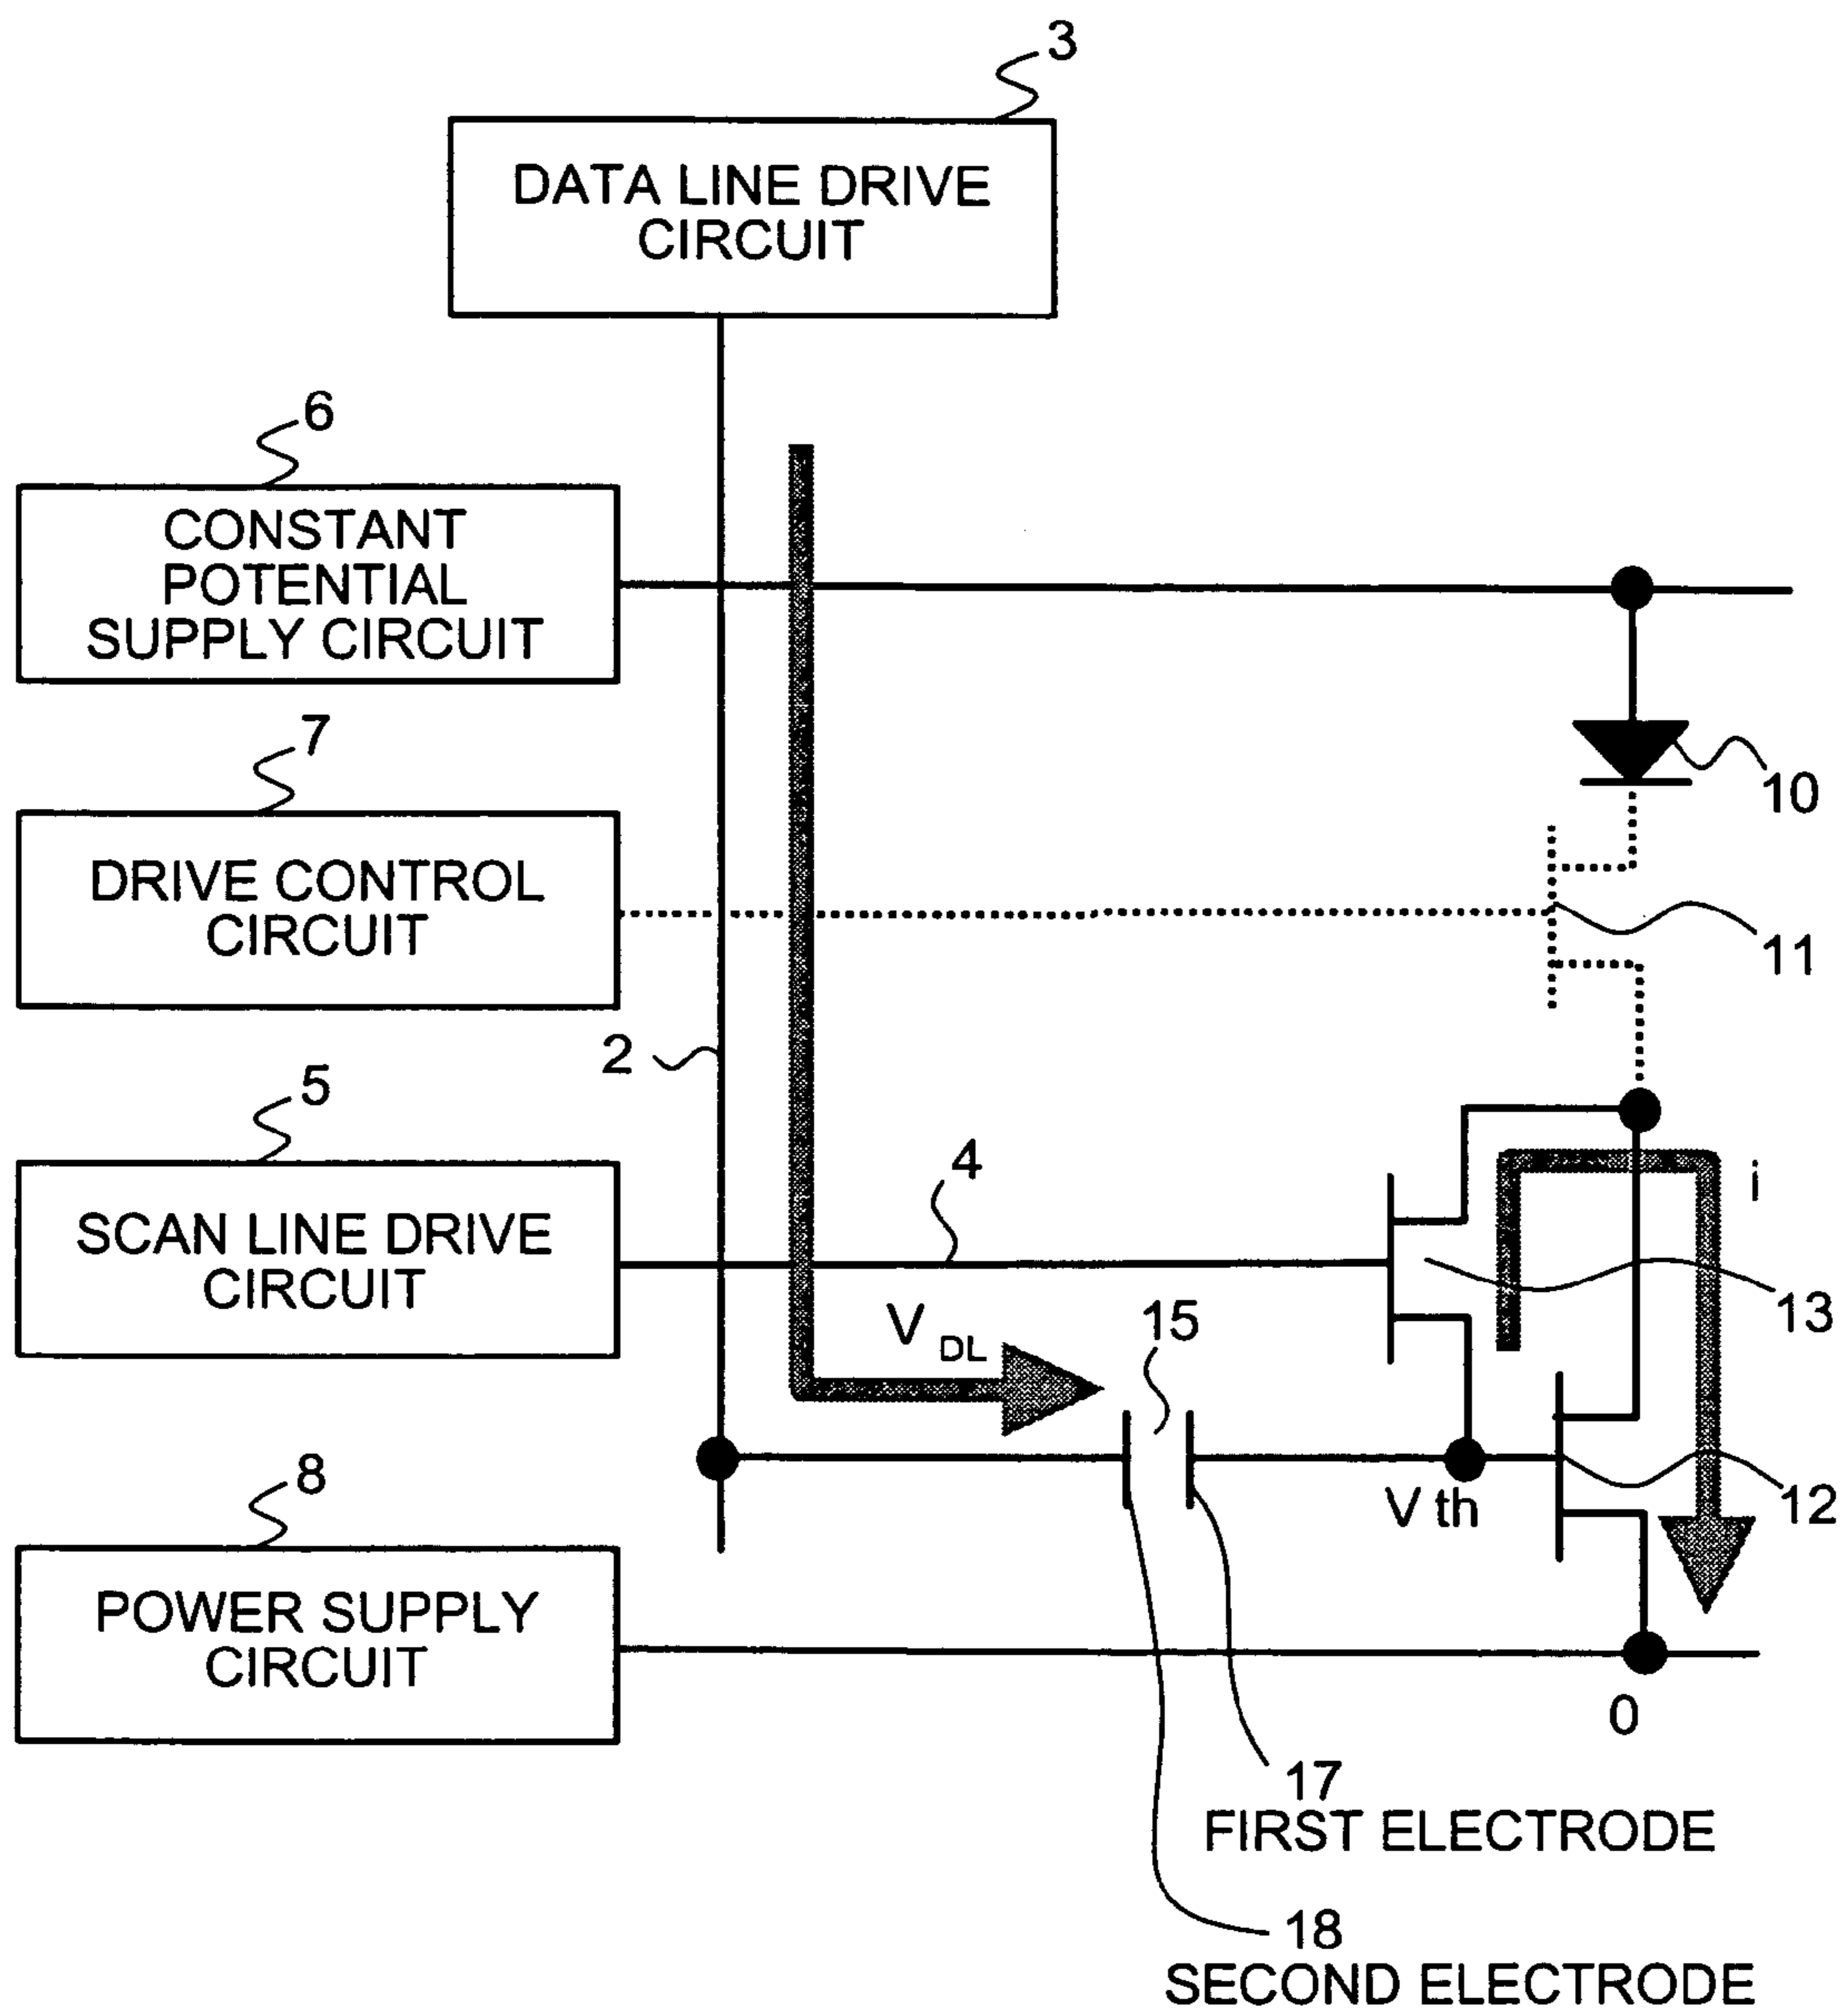 3
DATA LINE DRIVE
CIRCUIT
6
CONSTANT
POTENTIAL
SUPPLY CIRCUIT
10
7
DRIVE CONTROL
CIRCUIT
11
2
5
SCAN LINE DRIVE
CIRCUIT
4
i
13
V DL
15
8
POWER SUPPLY
CIRCUIT
V th
12
0
17
FIRST ELECTRODE
18
SECOND ELECTRODE